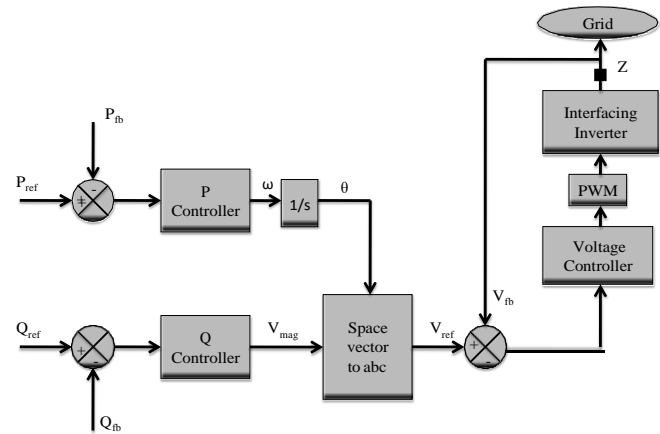 Grid
Z
P_fb
Interfacing
Inverter
P_ref
-
+
P
Controller
ω
1/s
θ
PWM
Voltage
Controller
V_fb
Q_ref
+
-
Q
Controller
V_mag
Space
vector
to abc
V_ref
+
-
Q_fb